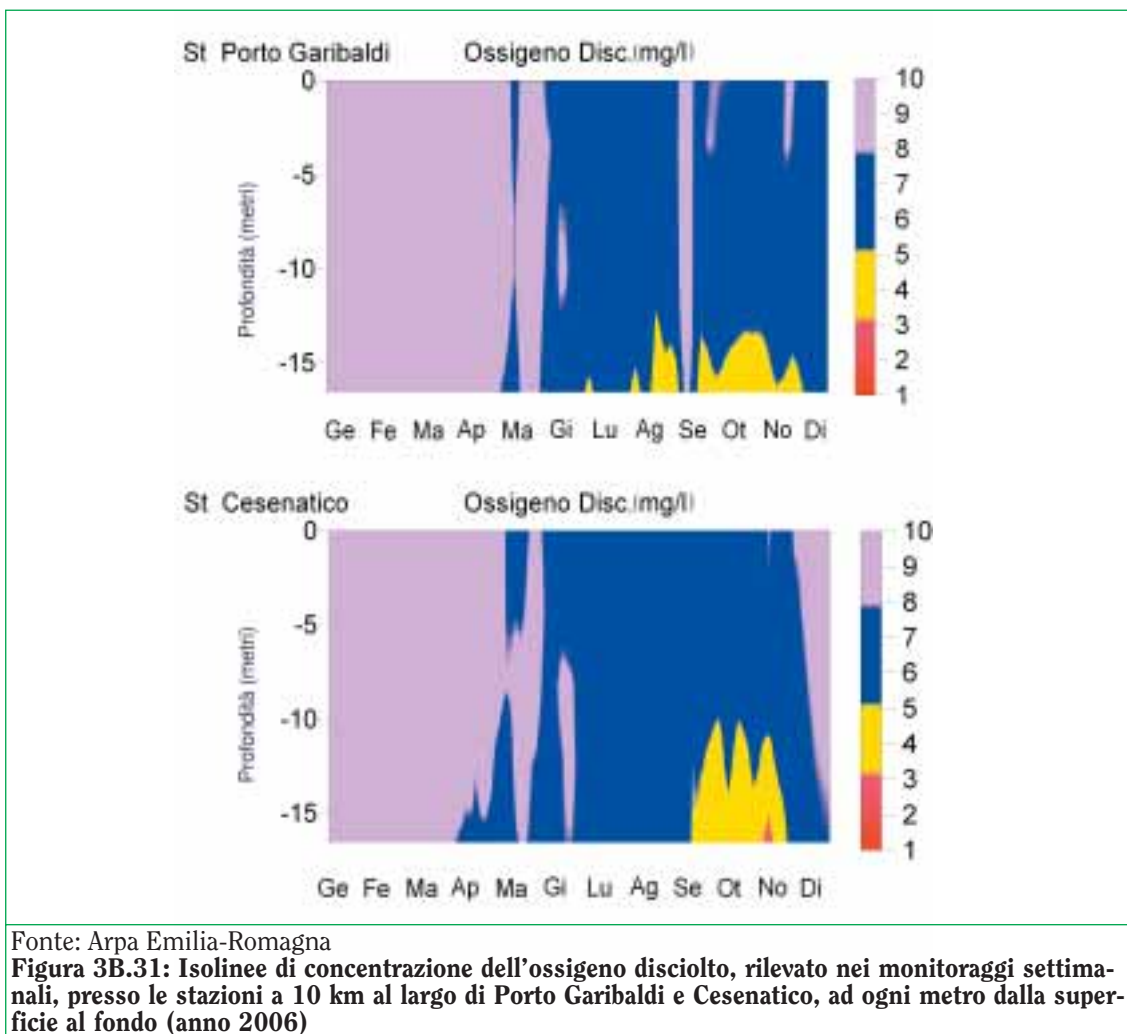 St Porto Garibaldi Ossigeno Disc.(mg/l)
0
-5
-10
-15
Profondità (metri)
10
9
8
7
6
5
4
3
2
1
Ge Fe Ma Ap Ma Gi Lu Ag Se Ot No Di
St Cesenatico Ossigeno Disc.(mg/l)
0
-5
-10
-15
Profondità (metri)
10
9
8
7
6
5
4
3
2
1
Ge Fe Ma Ap Ma Gi Lu Ag Se Ot No Di
Fonte: Arpa Emilia-Romagna
Figura 3B.31: Isolinee di concentrazione dell'ossigeno disciolto, rilevato nei monitoraggi settima-
nali, presso le stazioni a 10 km al largo di Porto Garibaldi e Cesenatico, ad ogni metro dalla super-
ficie al fondo (anno 2006)